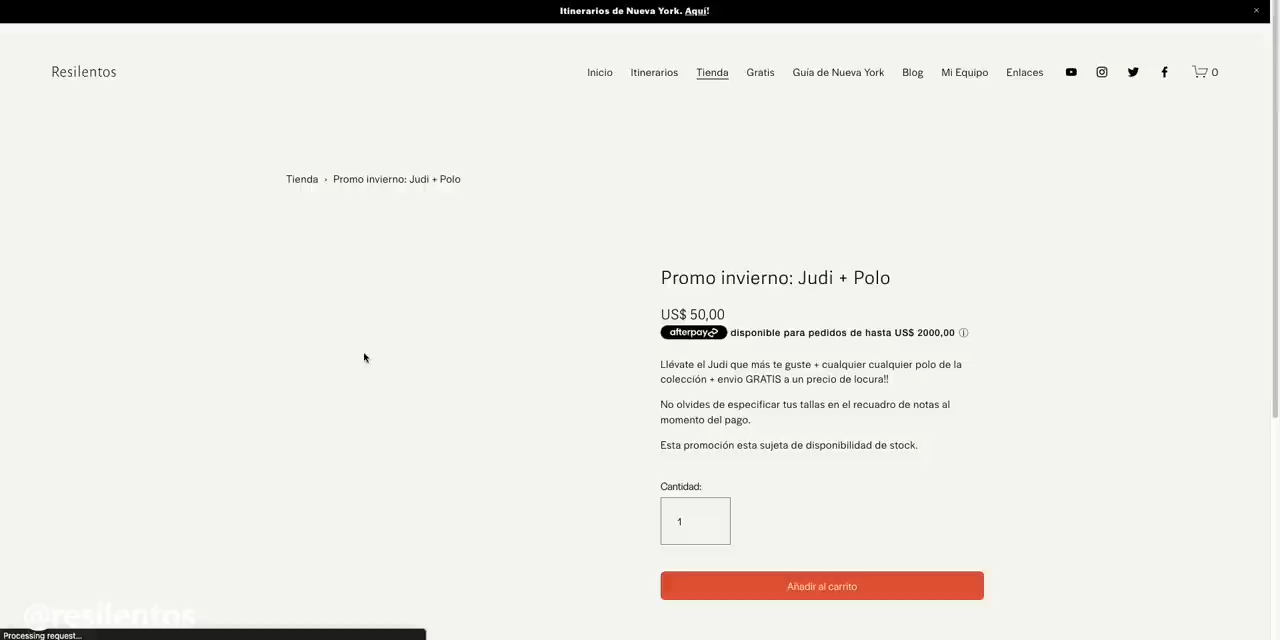 Itinerarios de Nueva York. Aquí!
×
Resilentos
Inicio Itinerarios Tienda Gratis Guía de Nueva York Blog Mi Equipo Enlaces 0
Tienda › Promo invierno: Judi + Polo
Promo invierno: Judi + Polo
US$ 50,00
afterpay disponible para pedidos de hasta US$ 2000,00 ⓘ
Llévate el Judi que más te guste + cualquier cualquier polo de la
colección + envio GRATIS a un precio de locura!!
No olvides de especificar tus tallas en el recuadro de notas al
momento del pago.
Esta promoción esta sujeta de disponibilidad de stock.
Cantidad:
1
Añadir al carrito
@resilentos
Processing request...